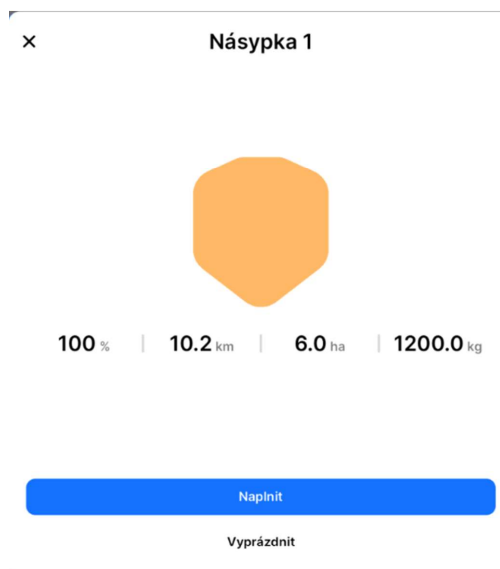 ×
Násypka 1
100 % | 10.2 km | 6.0 ha | 1200.0 kg
Naplnit
Vyprázdnit